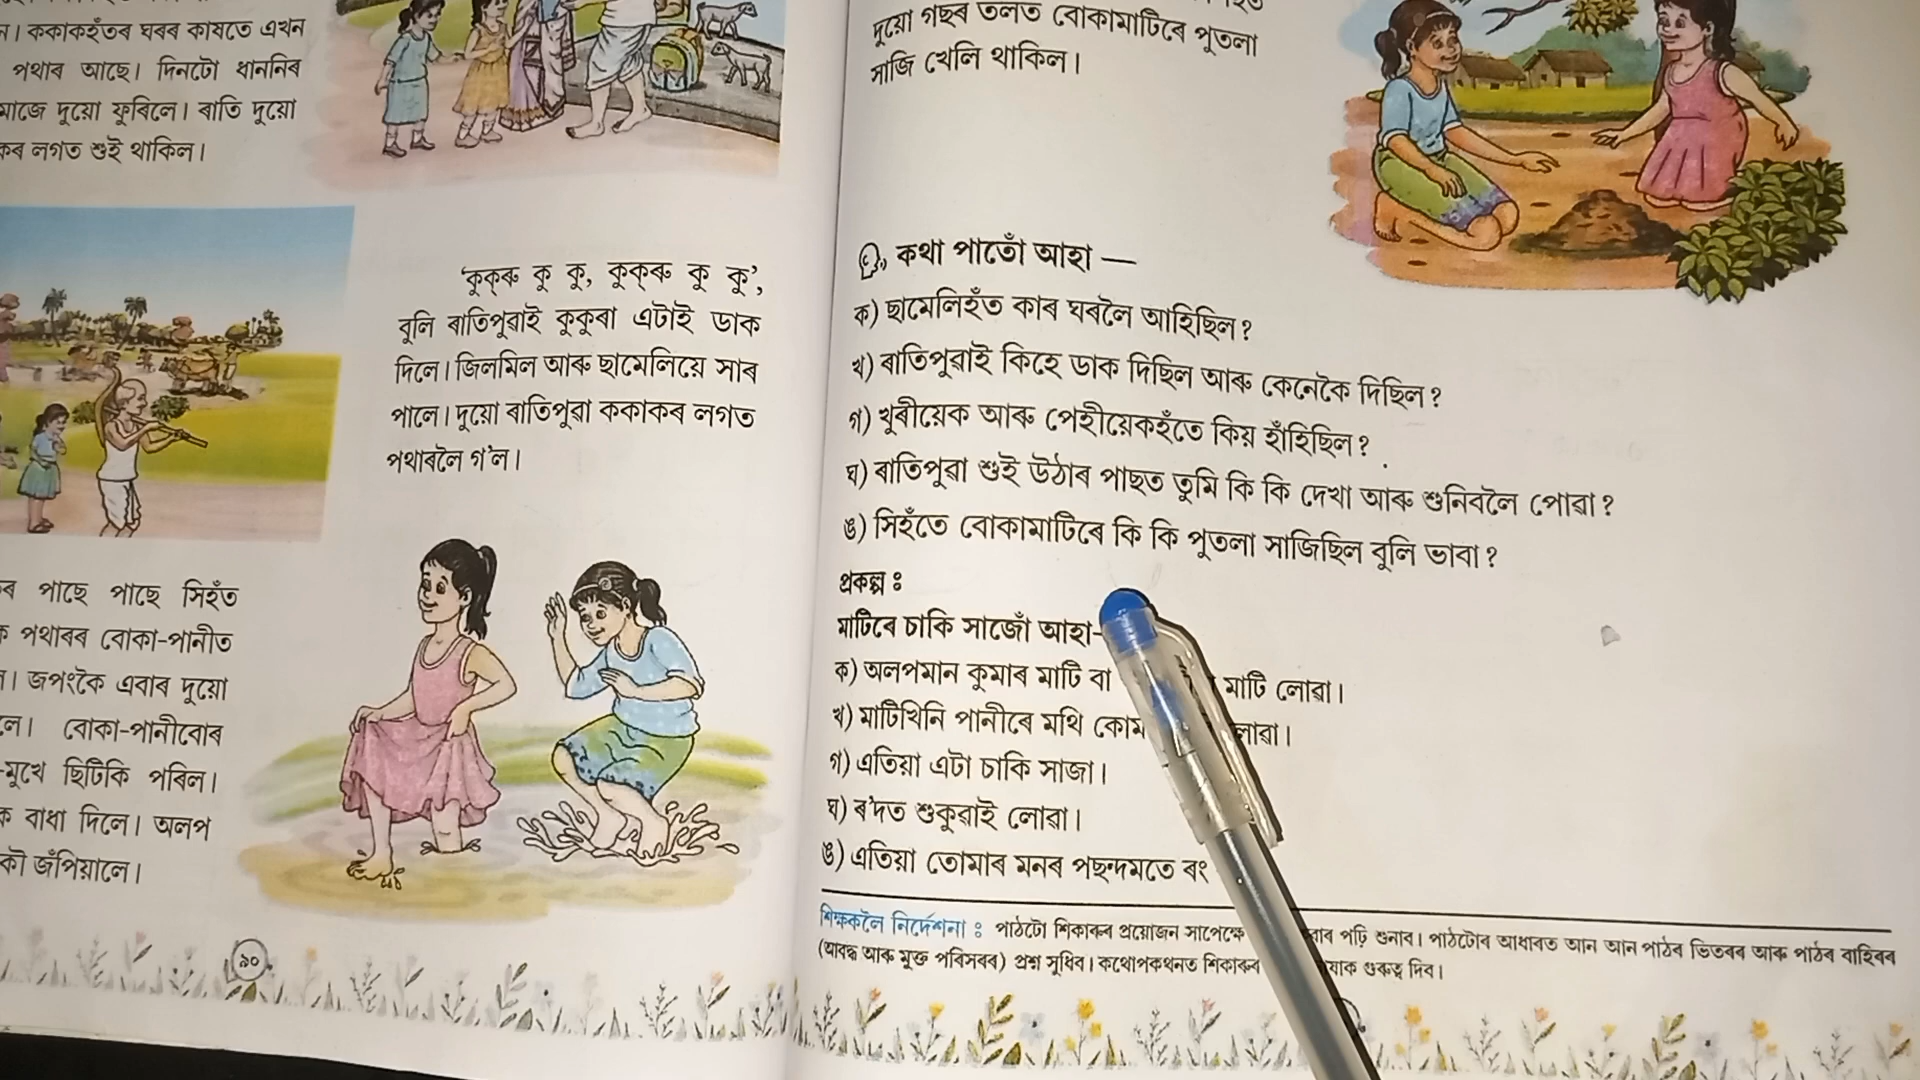 ককাকহঁতৰ ঘৰৰ কাষতে এখন
পথাৰ আছে। দিনটো ধাননিৰ
মাজে দুয়ো ফুৰিলে। ৰাতি দুয়ো
লগত শুই থাকিল।
'কুক্ৰু কু কু, কুক্ৰু কু কু',
বুলি ৰাতিপুৱাই কুকুৰা এটাই ডাক
দিলে। জিলমিল আৰু ছামেলিয়ে সাৰ
পালে। দুয়ো ৰাতিপুৱা ককাকৰ লগত
পথাৰলৈ গ'ল।
পাছে পাছে সিহঁত
পথাৰৰ বোকা-পানীত
জপংকৈ এবাৰ দুয়ো
বোকা-পানীবোৰ
মুখে ছিটিকি পৰিল।
বাধা দিলে। অলপ
জঁপিয়ালে।
৯০
দুয়ো গছৰ তলত বোকামাটিৰে পুতলা
সাজি খেলি থাকিল।
কথা পাতোঁ আহা —
ক) ছামেলিহঁত কাৰ ঘৰলৈ আহিছিল?
খ) ৰাতিপুৱাই কিহে ডাক দিছিল আৰু কেনেকৈ দিছিল?
গ) খুৰীয়েক আৰু পেহীয়েকহঁতে কিয় হাঁহিছিল?
ঘ) ৰাতিপুৱা শুই উঠাৰ পাছত তুমি কি কি দেখা আৰু শুনিবলৈ পোৱা?
ঙ) সিহঁতে বোকামাটিৰে কি কি পুতলা সাজিছিল বুলি ভাবা?
প্ৰকল্প ঃ
মাটিৰে চাকি সাজোঁ আহা-
ক) অলপমান কুমাৰ মাটি বা মাটি লোৱা।
খ) মাটিখিনি পানীৰে মথি
গ) এতিয়া এটা চাকি সাজা।
ঘ) ৰ'দত শুকুৱাই লোৱা।
ঙ) এতিয়া তোমাৰ মনৰ পছন্দমতে ৰং
শিক্ষকলৈ নিৰ্দেশনা ঃ পাঠটো শিকাৰুৰ প্ৰয়োজন সাপেক্ষে পঢ়ি শুনাব। পাঠটোৰ আধাৰত আন আন পাঠৰ ভিতৰৰ আৰু পাঠৰ বাহিৰৰ
(আবদ্ধ আৰু মুক্ত পৰিসৰৰ) প্ৰশ্ন সুধিব। কথোপকথনত শিকাৰুৰ গুৰুত্ব দিব।